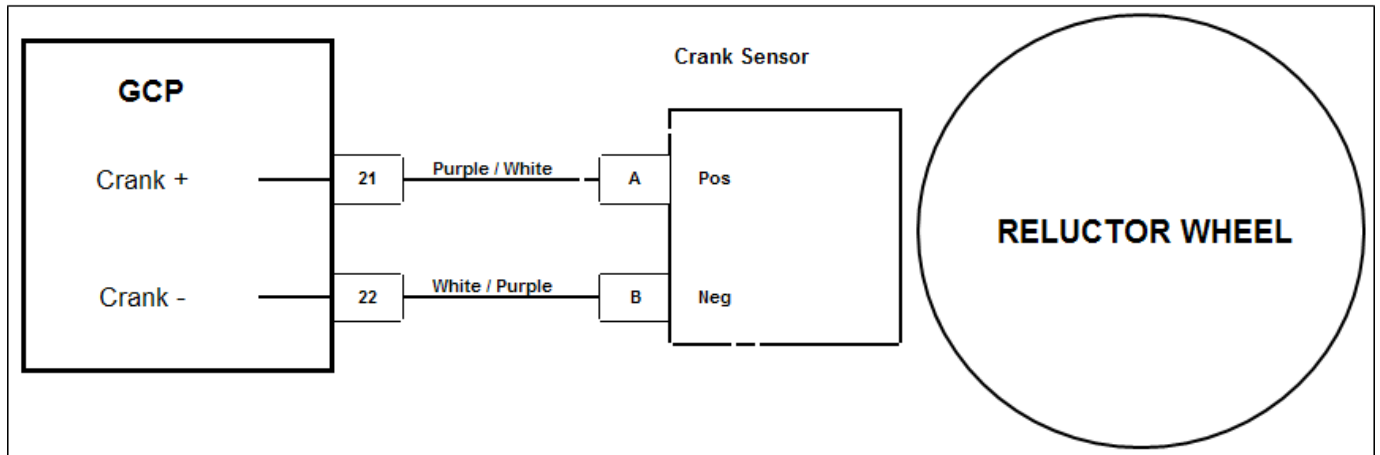 GCP
Crank Sensor
Crank +
21
Purple / White
A
Pos
RELUCTOR WHEEL
Crank -
22
White / Purple
B
Neg